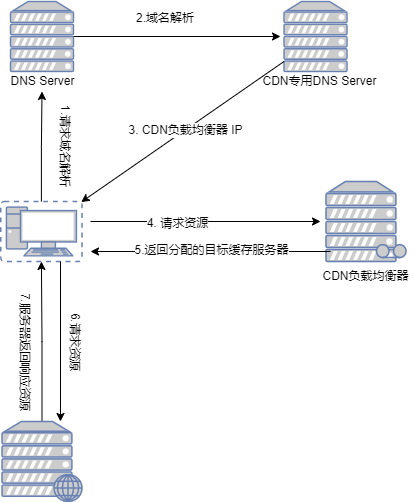 2.域名解析
DNS Server
CDN专用DNS Server
1.请求域名解析
3. CDN负载均衡器 IP
4. 请求资源
5.返回分配的目标缓存服务器
CDN负载均衡器
7.服务器返回响应资源
6.请求资源